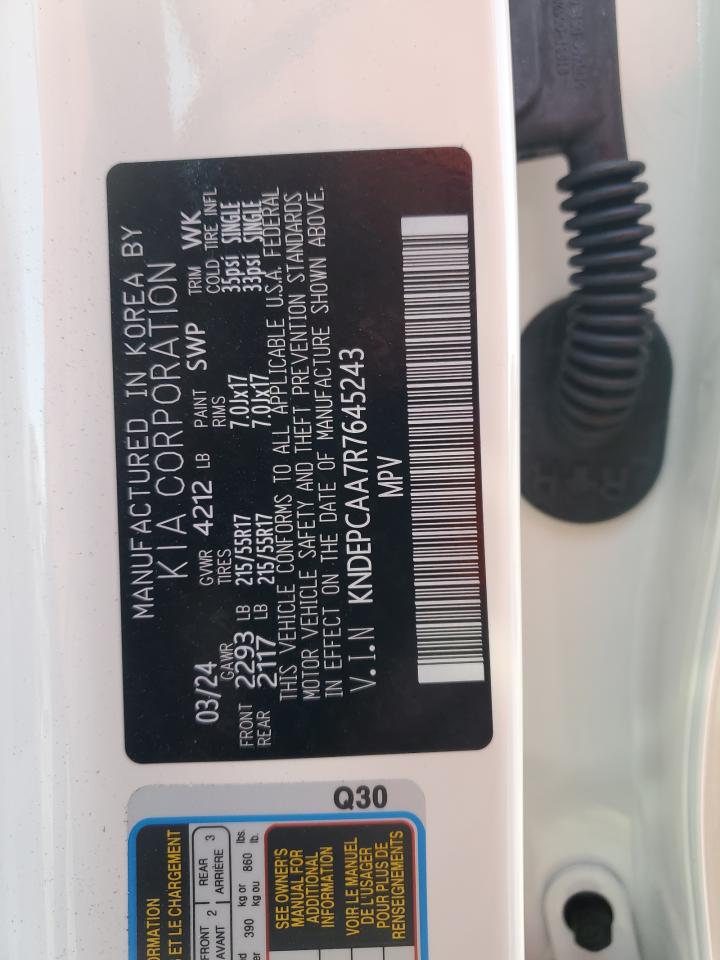 MANUFACTURED IN KOREA BY
KIA CORPORATION
03/24 GVWR 4212 LB PAINT SWP TRIM WK
GAWR TIRES RIMS COLD TIRE INFL
FRONT 2293 LB 215/55R17 7.0Jx17 35psi SINGLE
REAR 2117 LB 215/55R17 7.0Jx17 33psi SINGLE
THIS VEHICLE CONFORMS TO ALL APPLICABLE U.S.A. FEDERAL
MOTOR VEHICLE SAFETY AND THEFT PREVENTION STANDARDS
IN EFFECT ON THE DATE OF MANUFACTURE SHOWN ABOVE.
V.I.N KNDEPCAA7R7645243
MPV
Q30
ORMATION
ET LE CHARGEMENT
FRONT 2 REAR 3
AVANT ARRIÈRE
390 kg or 860 lbs.
kg ou lb.
SEE OWNER'S
MANUAL FOR
ADDITIONAL
INFORMATION
VOIR LE MANUEL
DE L'USAGER
POUR PLUS DE
RENSEIGNEMENTS